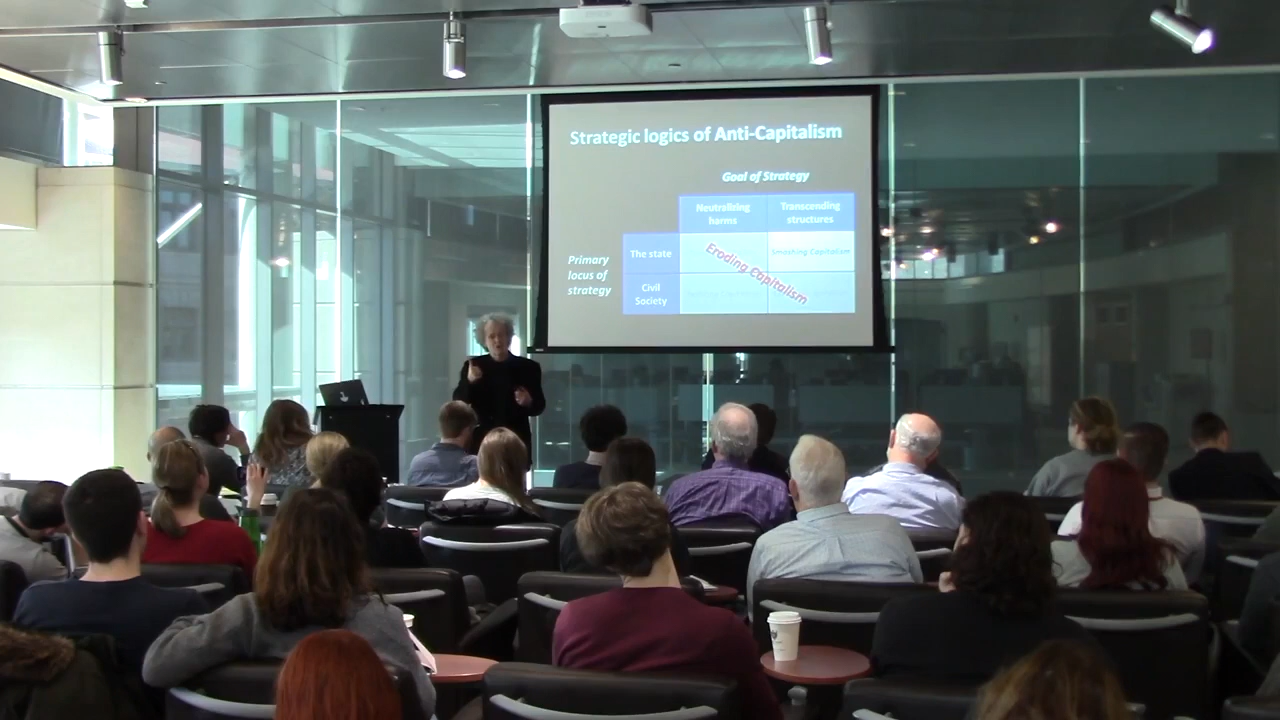 Strategic logics of Anti-Capitalism
Goal of Strategy
Neutralizing
harms
Transcending
structures
Primary
locus of
strategy
The state
Smashing Capitalism
Eroding Capitalism
Civil
Society